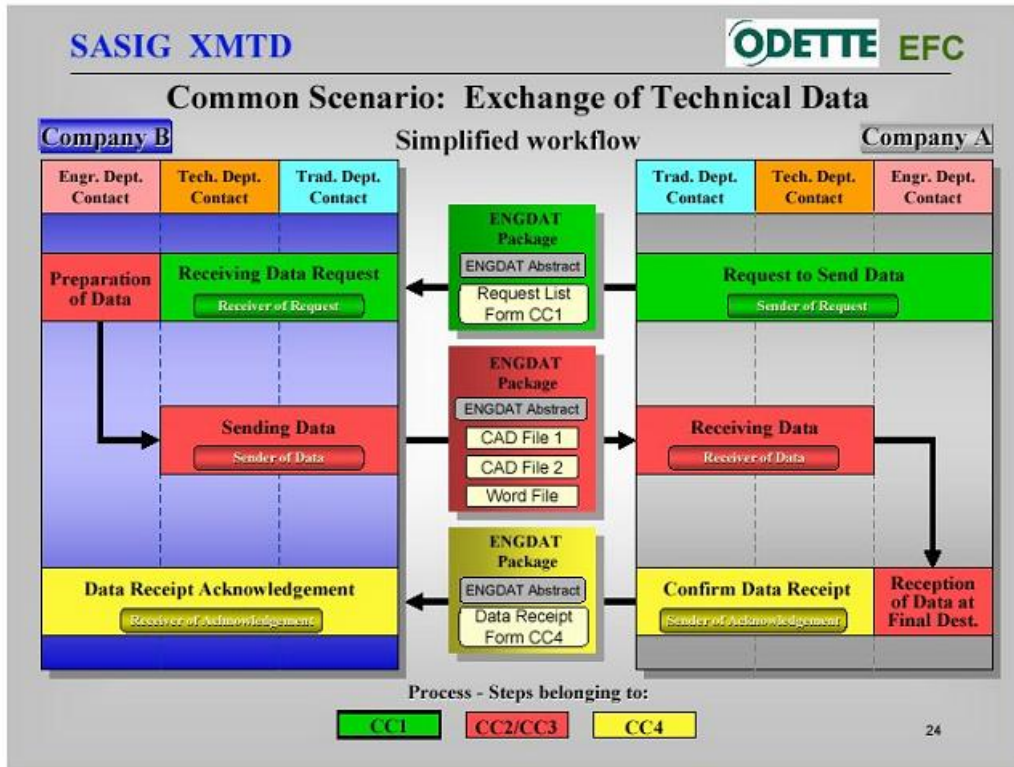 SASIG XMTD
ODETTE EFC
Common Scenario: Exchange of Technical Data
Company B
Simplified workflow
Company A
Engr. Dept.
Contact
Tech. Dept.
Contact
Trad. Dept.
Contact
Trad. Dept.
Contact
Tech. Dept.
Contact
Engr. Dept.
Contact
Preparation
of Data
Receiving Data Request
Receiver of Request
ENGDAT
Package
ENGDAT Abstract
Request List
Form CC1
Request to Send Data
Sender of Request
Sending Data
Sender of Data
ENGDAT
Package
ENGDAT Abstract
CAD File 1
CAD File 2
Word File
Receiving Data
Receiver of Data
Data Receipt Acknowledgement
Receiver of Acknowledgement
ENGDAT
Package
ENGDAT Abstract
Data Receipt
Form CC4
Confirm Data Receipt
Sender of Acknowledgement
Reception
of Data at
Final Dest.
Process - Steps belonging to:
CC1
CC2/CC3
CC4
24